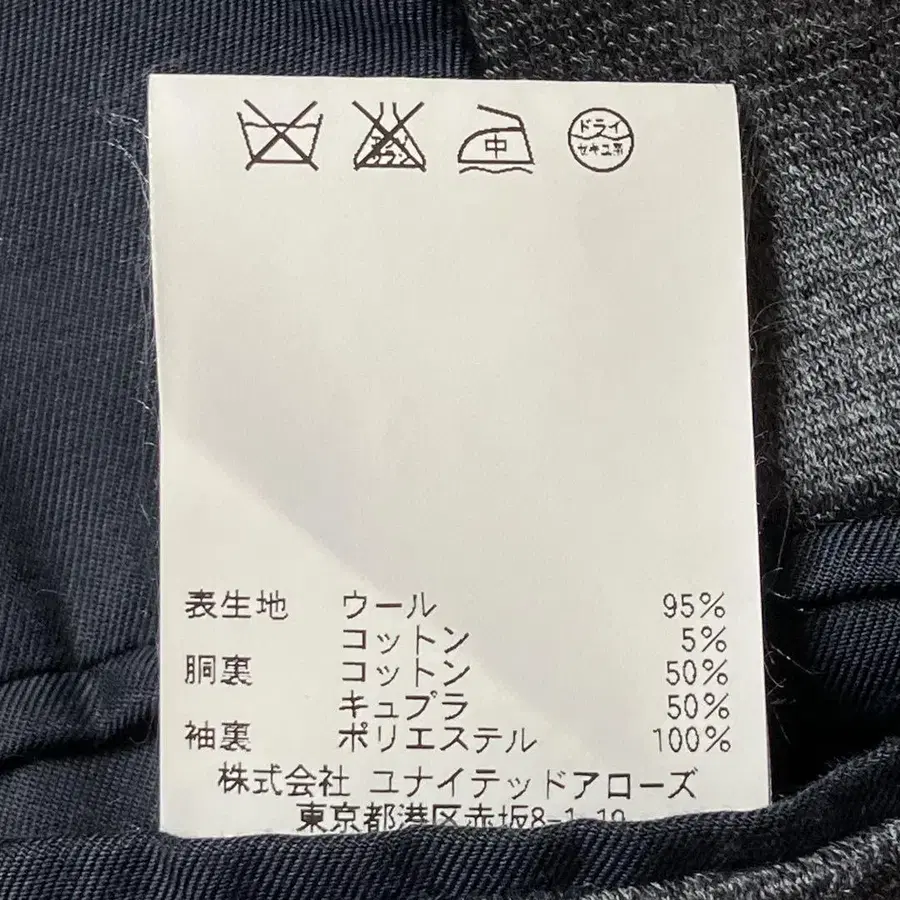 中
ドライ
セキユ系
表生地 ウール 95%
コットン 5%
胴裏 コットン 50%
キュプラ 50%
袖裏 ポリエステル 100%
株式会社 ユナイテッドアローズ
東京都港区赤坂8-1-19